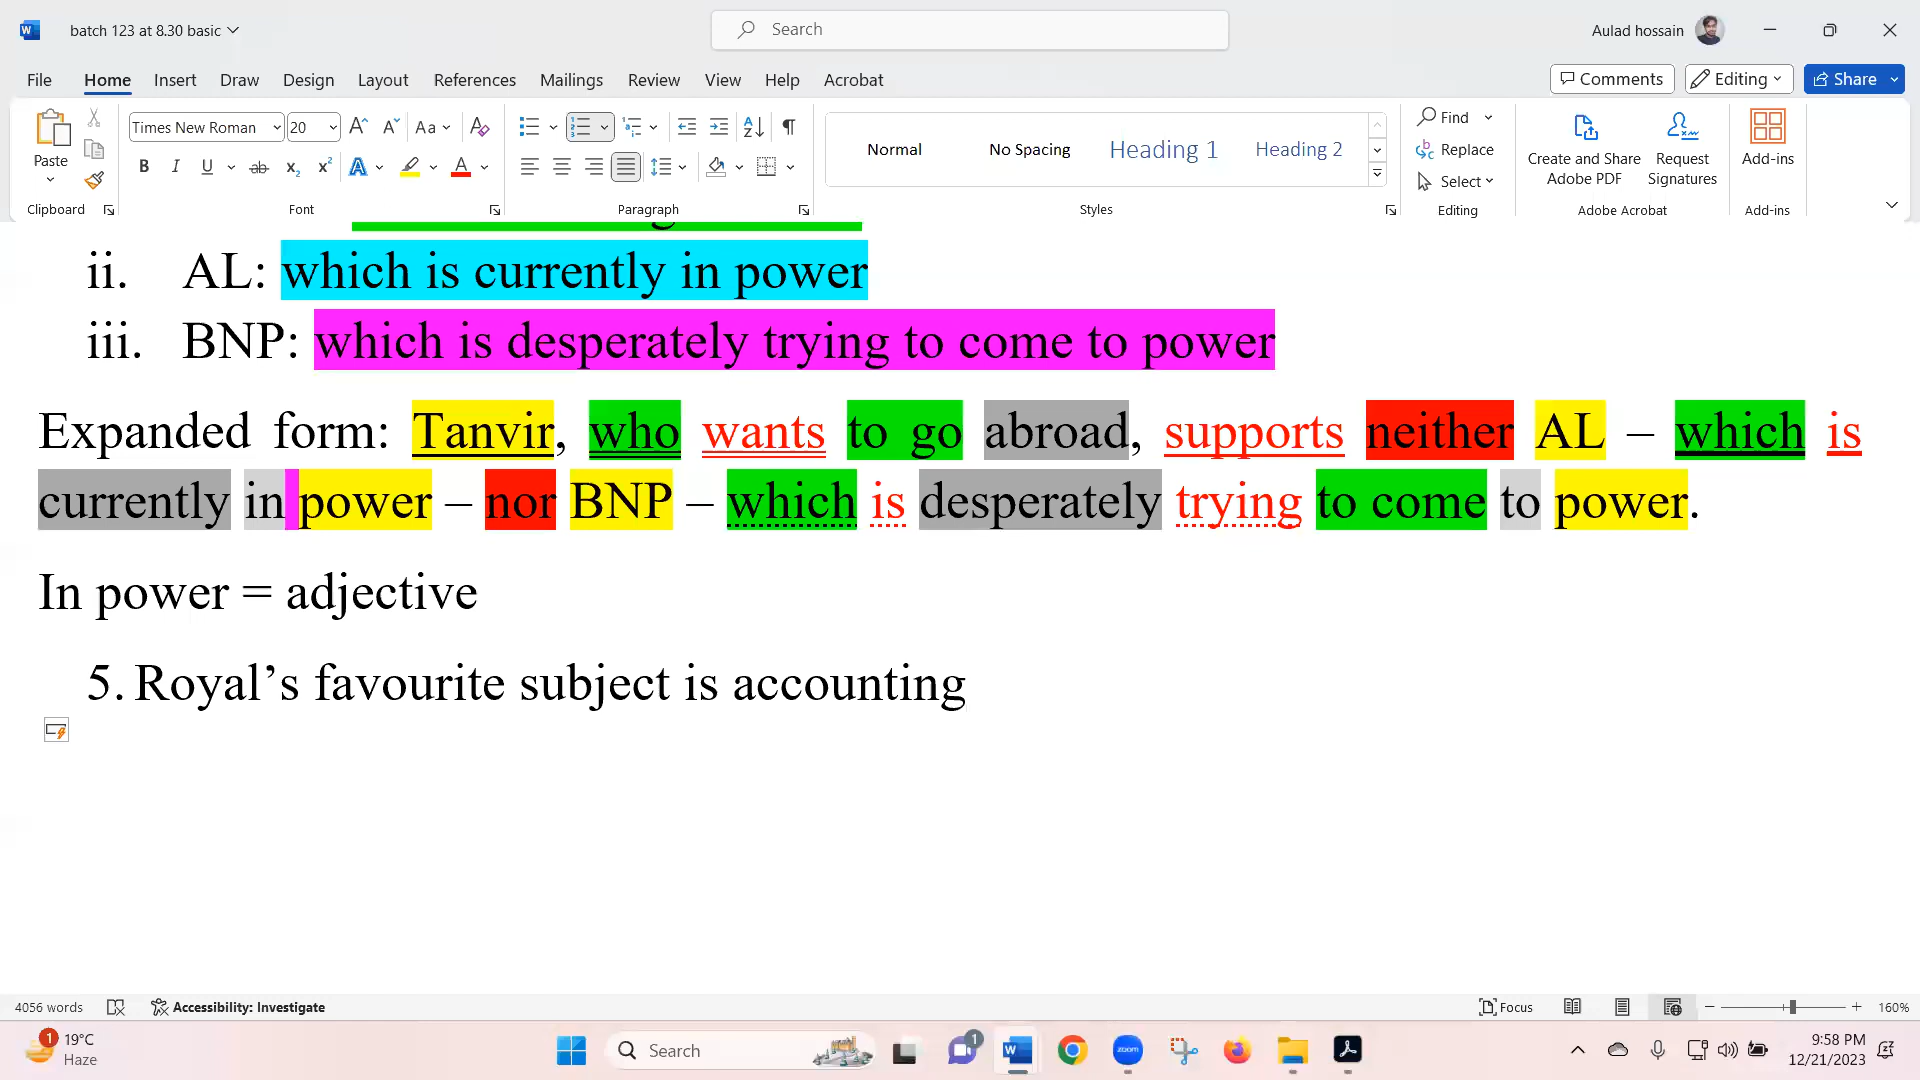 batch 123 at 8.30 basic
Search
Aulad hossain
File Home Insert Draw Design Layout References Mailings Review View Help Acrobat
Comments Editing Share
Times New Roman 20
Paste
Normal No Spacing Heading 1 Heading 2
Find
Replace
Select
Create and Share Adobe PDF
Request Signatures
Add-ins
Clipboard Font Paragraph Styles Editing Adobe Acrobat Add-ins
ii. AL: which is currently in power
iii. BNP: which is desperately trying to come to power
Expanded form: Tanvir, who wants to go abroad, supports neither AL – which is
currently in power – nor BNP – which is desperately trying to come to power.
In power = adjective
5. Royal’s favourite subject is accounting
4056 words Accessibility: Investigate Focus 160%
1 19°C
Haze
Search
1
zoom
9:58 PM
12/21/2023